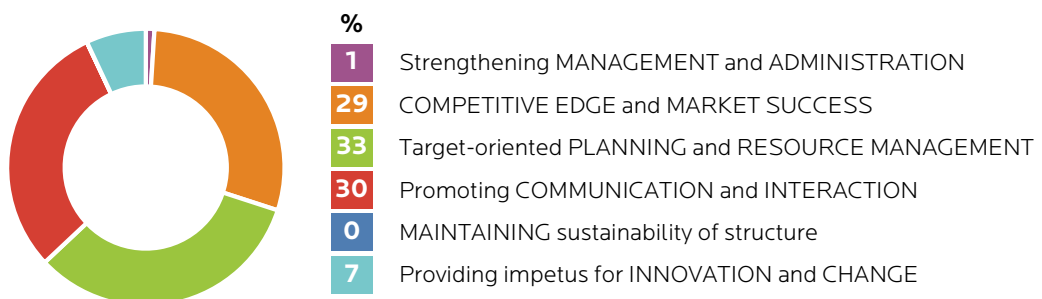 %
1 Strengthening MANAGEMENT and ADMINISTRATION
29 COMPETITIVE EDGE and MARKET SUCCESS
33 Target-oriented PLANNING and RESOURCE MANAGEMENT
30 Promoting COMMUNICATION and INTERACTION
0 MAINTAINING sustainability of structure
7 Providing impetus for INNOVATION and CHANGE